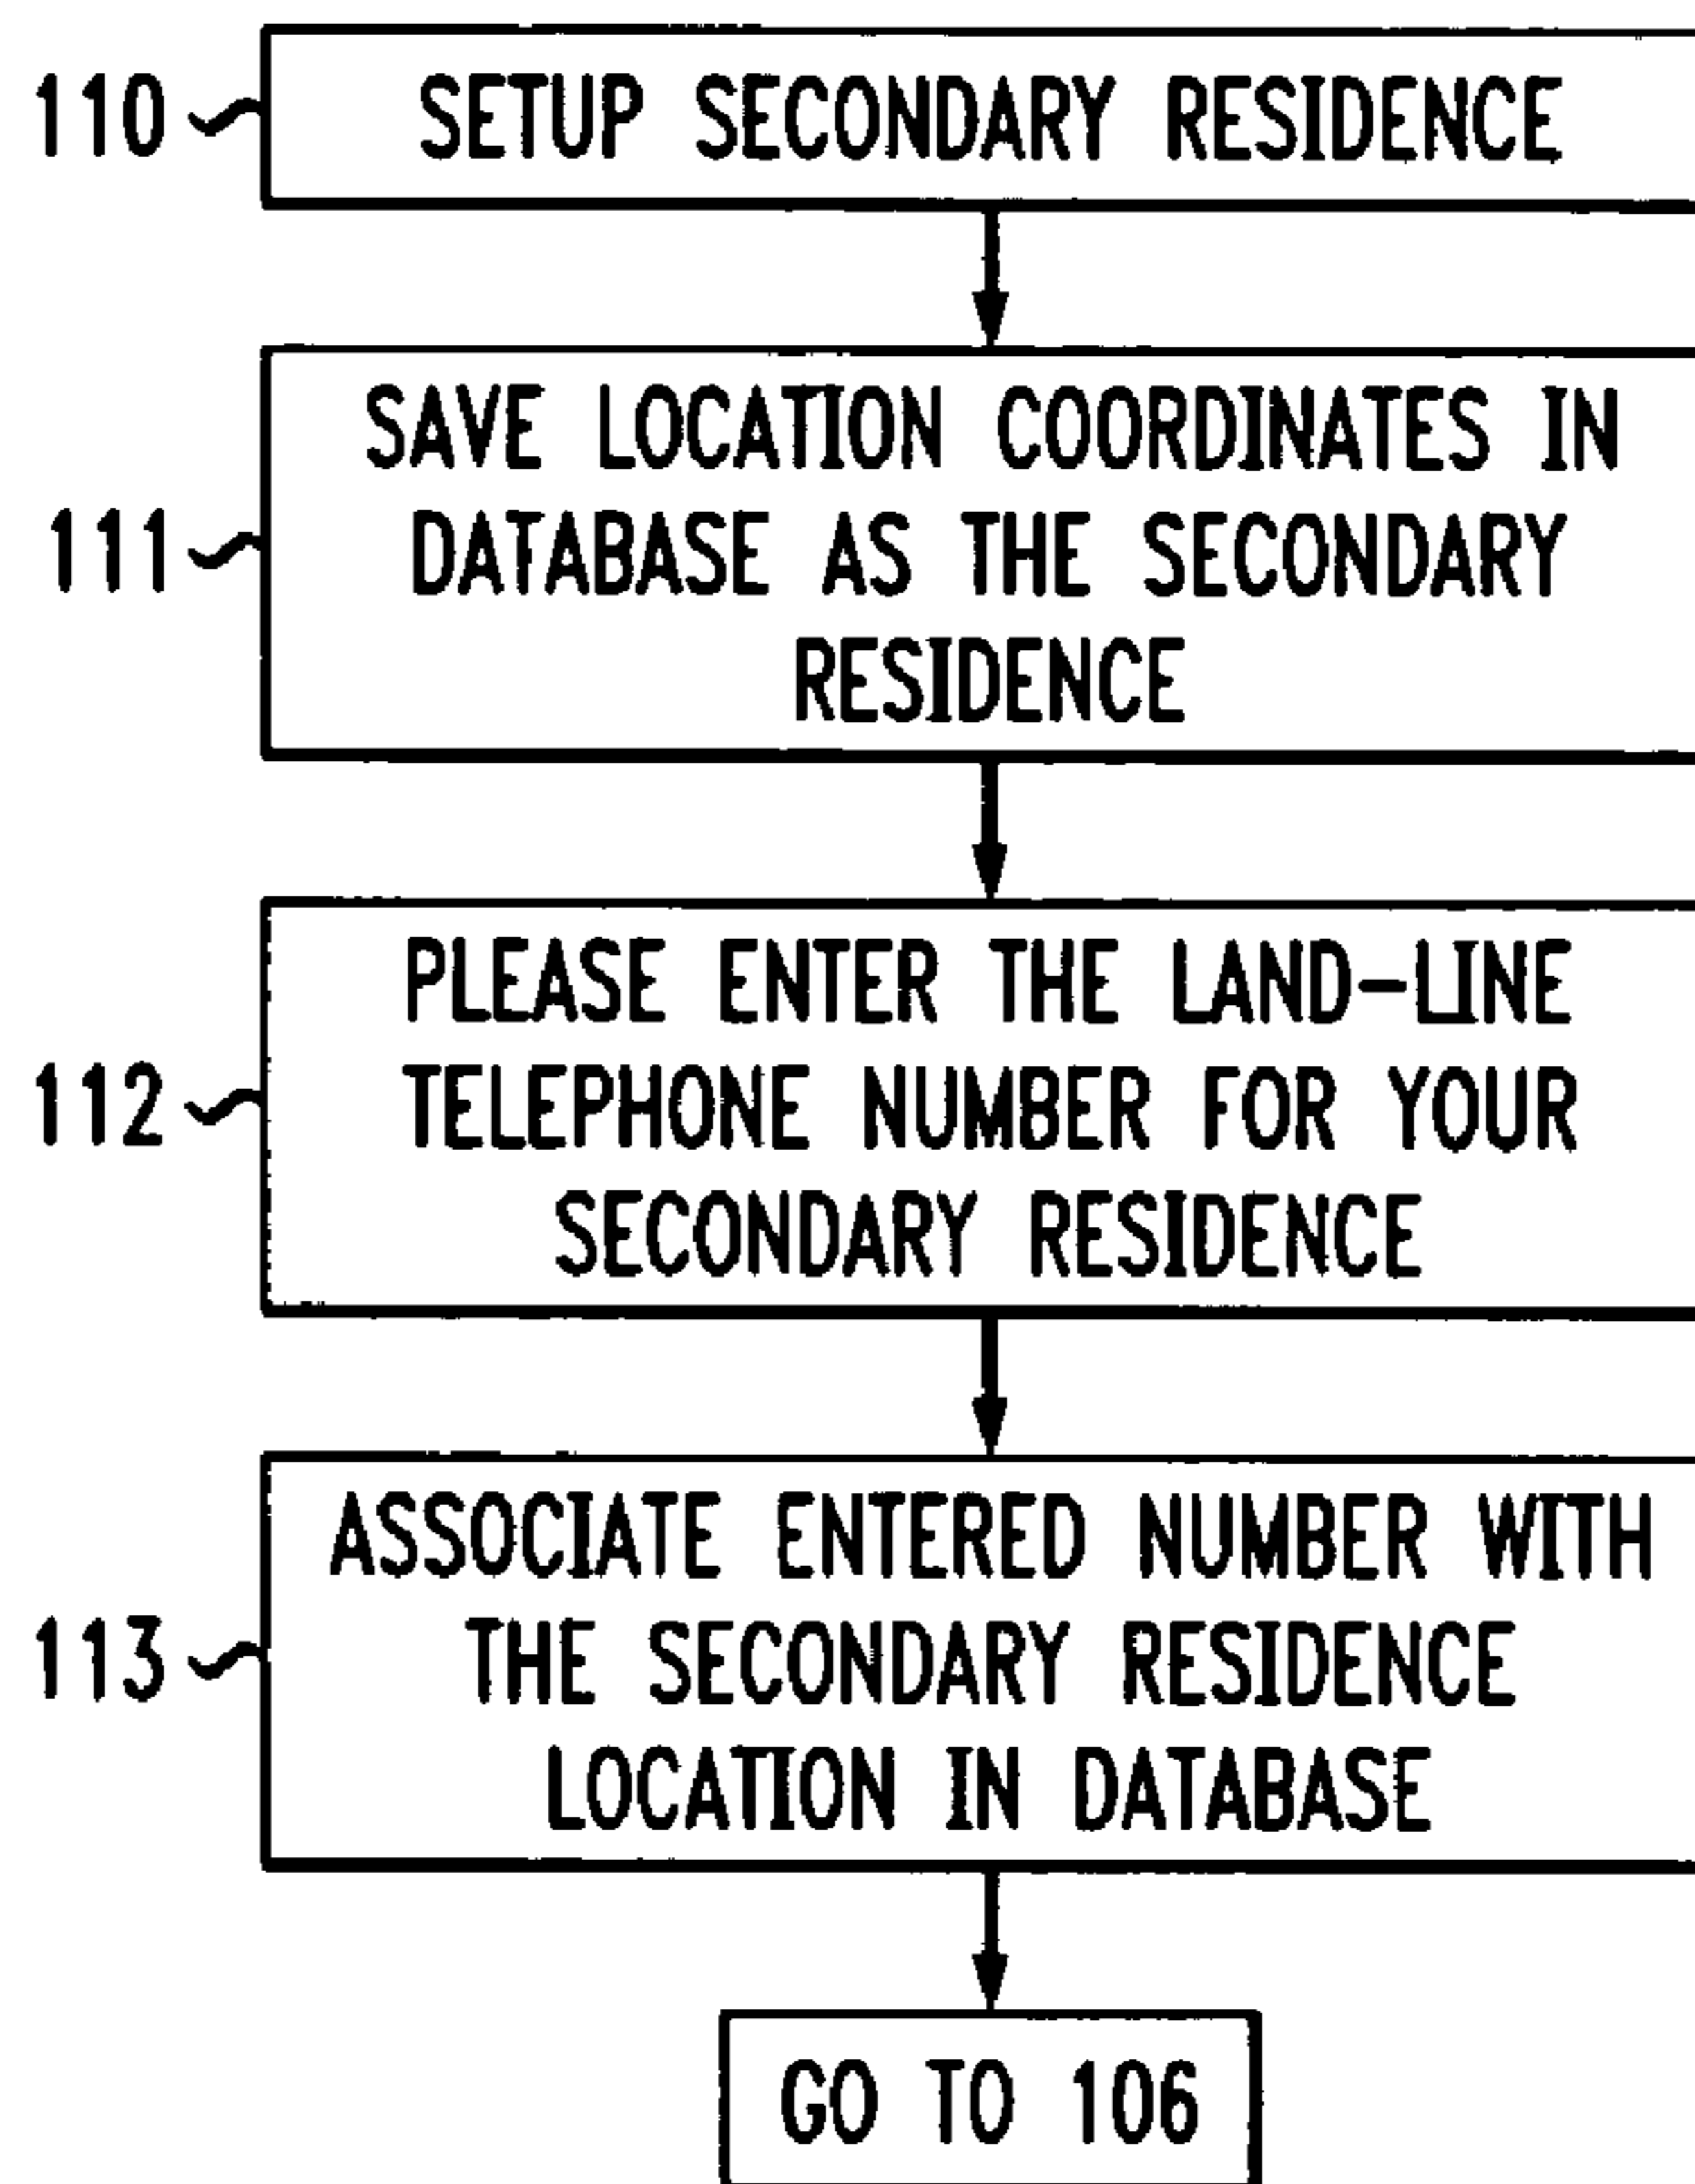 110 SETUP SECONDARY RESIDENCE
SAVE LOCATION COORDINATES IN
111 DATABASE AS THE SECONDARY
RESIDENCE
PLEASE ENTER THE LAND-LINE
112 TELEPHONE NUMBER FOR YOUR
SECONDARY RESIDENCE
ASSOCIATE ENTERED NUMBER WITH
113 THE SECONDARY RESIDENCE
LOCATION IN DATABASE
GO TO 106